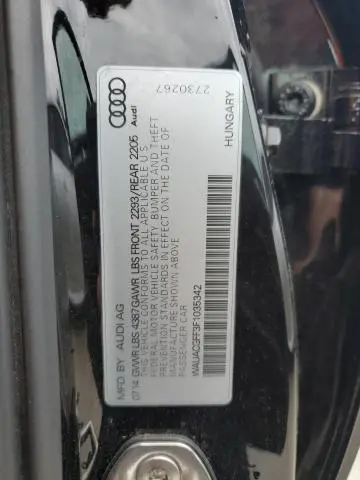 MFD. BY AUDI AG
07/14 GWWR LBS 4387 GAWR LBS FRONT 2293/REAR 2205
THIS VEHICLE CONFORMS TO ALL APPLICABLE U.S.
FEDERAL MOTOR VEHICLE SAFETY, BUMPER AND THEFT
PREVENTION STANDARDS IN EFFECT ON THE DATE OF
MANUFACTURE SHOWN ABOVE
PASSENGER CAR
WAUACGFF9F1035342
Audi
2730267
HUNGARY